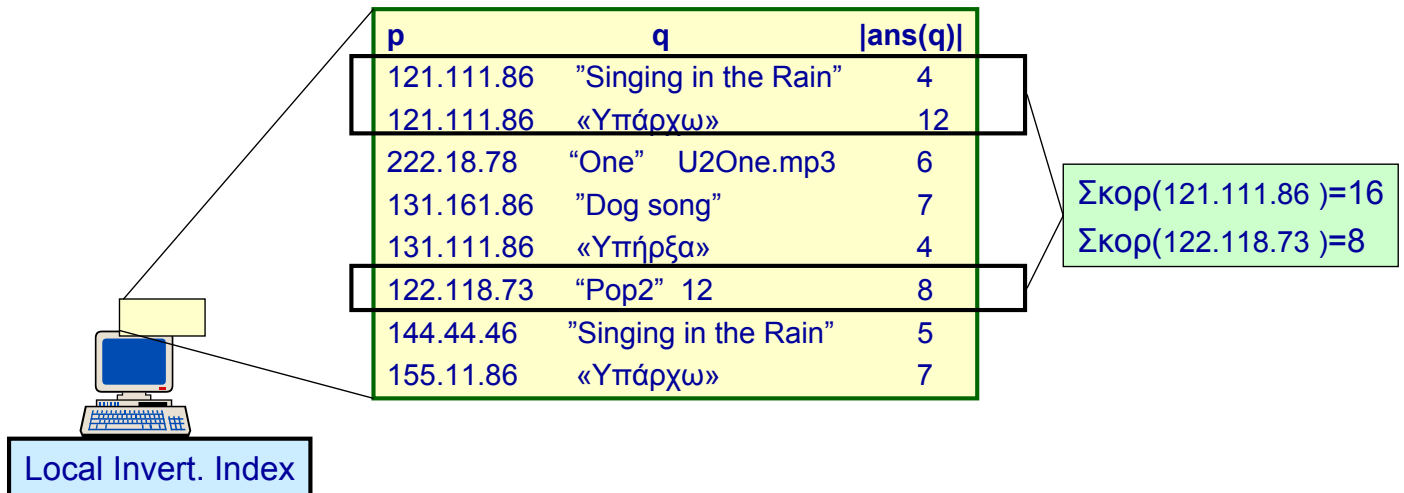 p q |ans(q)|
121.111.86 ”Singing in the Rain” 4
121.111.86 «Υπάρχω» 12
222.18.78 “One” U2One.mp3 6
131.161.86 ”Dog song” 7
131.111.86 «Υπήρξα» 4
122.118.73 “Pop2” 12 8
144.44.46 ”Singing in the Rain” 5
155.11.86 «Υπάρχω» 7
Σκορ(121.111.86 )=16
Σκορ(122.118.73 )=8
Local Invert. Index